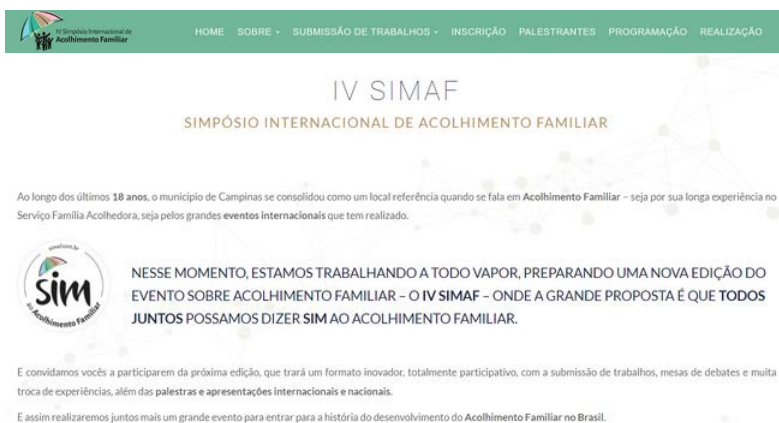 IV Simpósio Internacional de
Acolhimento Familiar
HOME SOBRE SUBMISSÃO DE TRABALHOS INSCRIÇÃO PALESTRANTES PROGRAMAÇÃO REALIZAÇÃO
IV SIMAF
SIMPÓSIO INTERNACIONAL DE ACOLHIMENTO FAMILIAR
Ao longo dos últimos 18 anos, o município de Campinas se consolidou como um local referência quando se fala em Acolhimento Familiar – seja por sua longa experiência no
Serviço Família Acolhedora, seja pelos grandes eventos internacionais que tem realizado.
simaf.com.br
sim
ao Acolhimento Familiar
NESSE MOMENTO, ESTAMOS TRABALHANDO A TODO VAPOR, PREPARANDO UMA NOVA EDIÇÃO DO
EVENTO SOBRE ACOLHIMENTO FAMILIAR – O IV SIMAF – ONDE A GRANDE PROPOSTA É QUE TODOS
JUNTOS POSSAMOS DIZER SIM AO ACOLHIMENTO FAMILIAR.
E convidamos vocês a participarem da próxima edição, que trará um formato inovador, totalmente participativo, com a submissão de trabalhos, mesas de debates e muita
troca de experiências, além das palestras e apresentações internacionais e nacionais.
E assim realizaremos juntos mais um grande evento para entrar para a história do desenvolvimento do Acolhimento Familiar no Brasil.